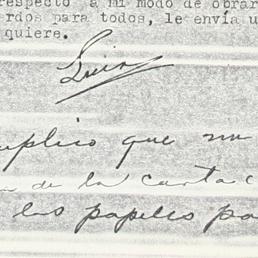 respecto a mi modo de obrar
rdos para todos, le envía u
quiere.
Luis
uplico que me
n de la carta c
los papeles pa